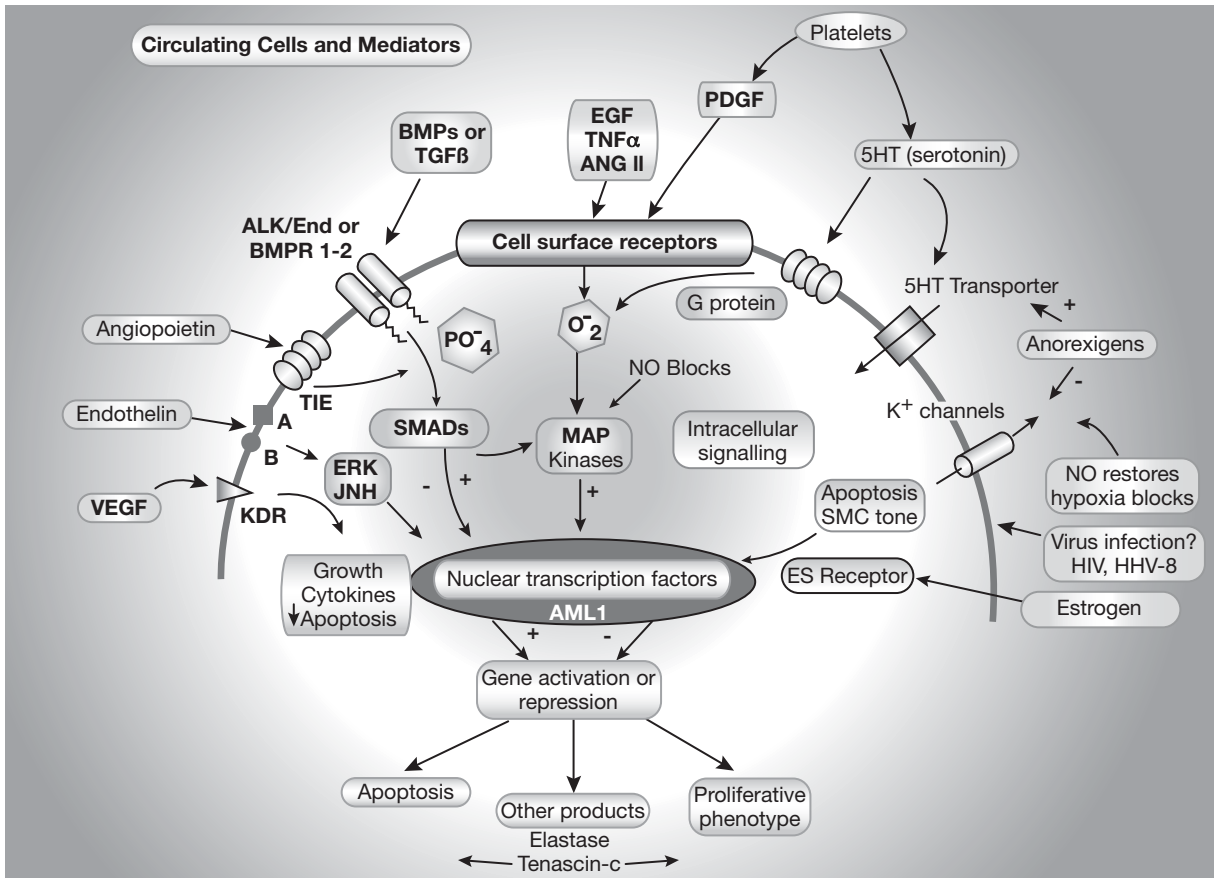 Circulating Cells and Mediators
Platelets
PDGF
EGF
TNFα
ANG II
BMPs or
TGFß
5HT (serotonin)
ALK/End or
BMPR 1-2
Cell surface receptors
5HT Transporter
G protein
+
Angiopoietin
PO⁻4
O⁻2
Anorexigens
-
NO Blocks
TIE
Endothelin
A
B
SMADs
MAP
Kinases
Intracellular
signalling
K⁺ channels
ERK
JNH
-
+
+
NO restores
hypoxia blocks
VEGF
KDR
Apoptosis
SMC tone
Virus infection?
HIV, HHV-8
Growth
Cytokines
↓Apoptosis
Nuclear transcription factors
AML1
ES Receptor
Estrogen
+
-
Gene activation or
repression
Apoptosis
Other products
Elastase
Tenascin-c
Proliferative
phenotype